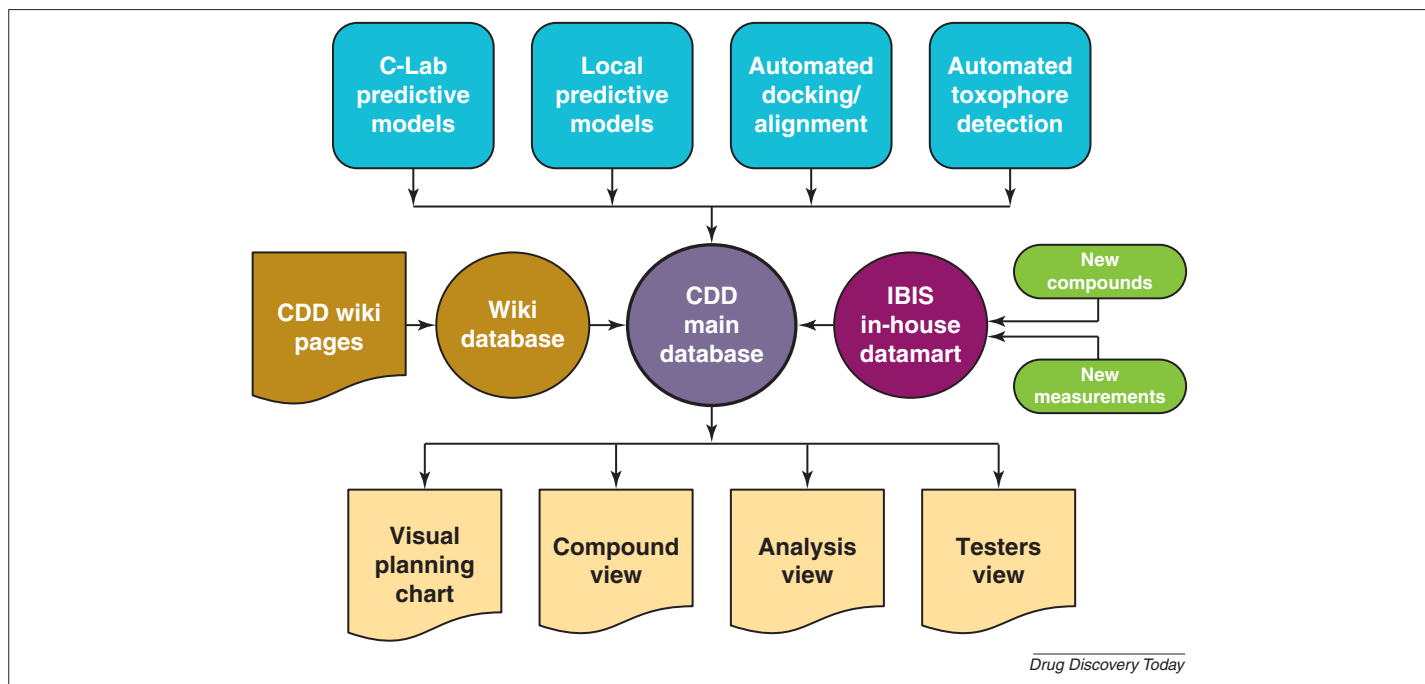 C-Lab
predictive
models
Local
predictive
models
Automated
docking/
alignment
Automated
toxophore
detection
CDD wiki
pages
Wiki
database
CDD
main
database
IBIS
in-house
datamart
New
compounds
New
measurements
Visual
planning
chart
Compound
view
Analysis
view
Testers
view
Drug Discovery Today